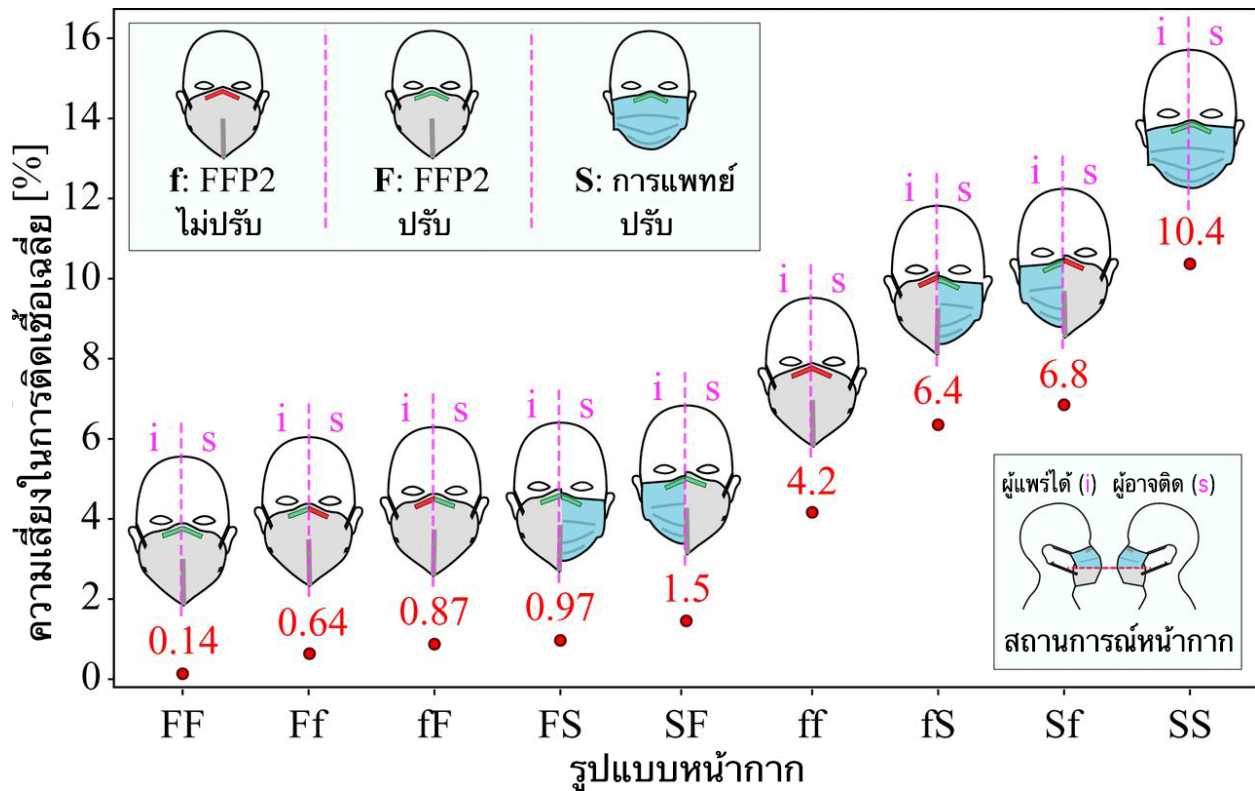 ความเสี่ยงในการติดเชื้อเฉลี่ย [%]
16
14
12
10
8
6
4
2
0
f: FFP2
ไม่ปรับ
F: FFP2
ปรับ
S: การแพทย์
ปรับ
i s
0.14
i s
0.64
i s
0.87
i s
0.97
i s
1.5
i s
4.2
i s
6.4
i s
6.8
i s
10.4
ผู้แพร่ได้ (i) ผู้อาจติด (s)
สถานการณ์หน้ากาก
FF Ff fF FS SF ff fS Sf SS
รูปแบบหน้ากาก